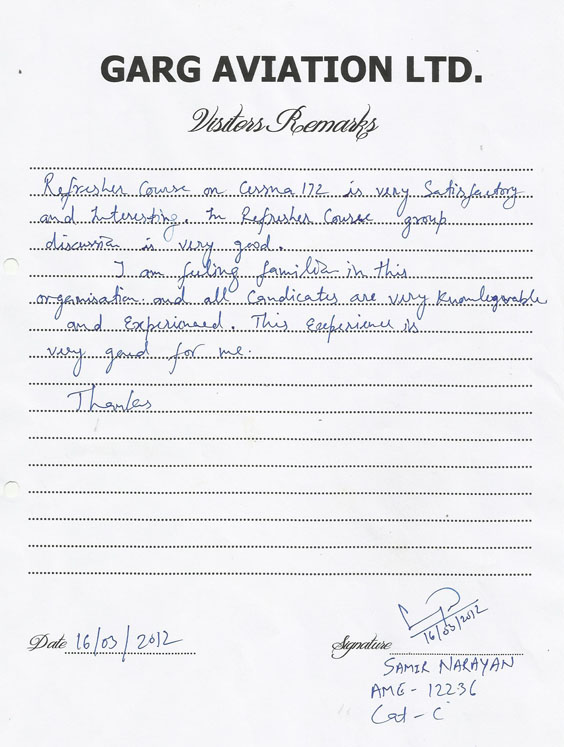 GARG AVIATION LTD.
Visitors Remarks
Refresher Course on Cessna 172 is very Satisfactory
and Interesting. In Refresher Course group
discussion is very good.
I am feeling familiar in this
organisation and all Candicates are very knowlegwable
and Experienced. This Experience is
very good for me.
Thanks
Date 16/03/2012
16/03/2012
Signature
SAMIR NARAYAN
AME - 12236
Cat - C